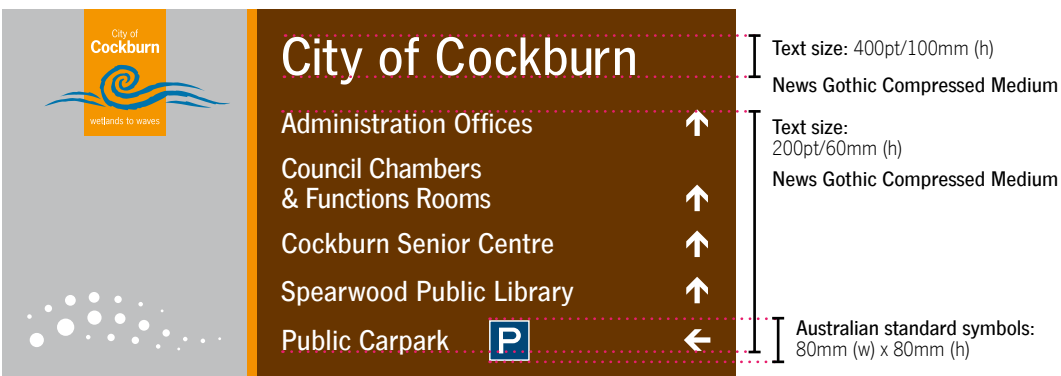 City of
Cockburn
wetlands to waves
City of Cockburn
Administration Offices
Council Chambers
& Functions Rooms
Cockburn Senior Centre
Spearwood Public Library
Public Carpark P
Text size: 400pt/100mm (h)
News Gothic Compressed Medium
Text size:
200pt/60mm (h)
News Gothic Compressed Medium
Australian standard symbols:
80mm (w) x 80mm (h)